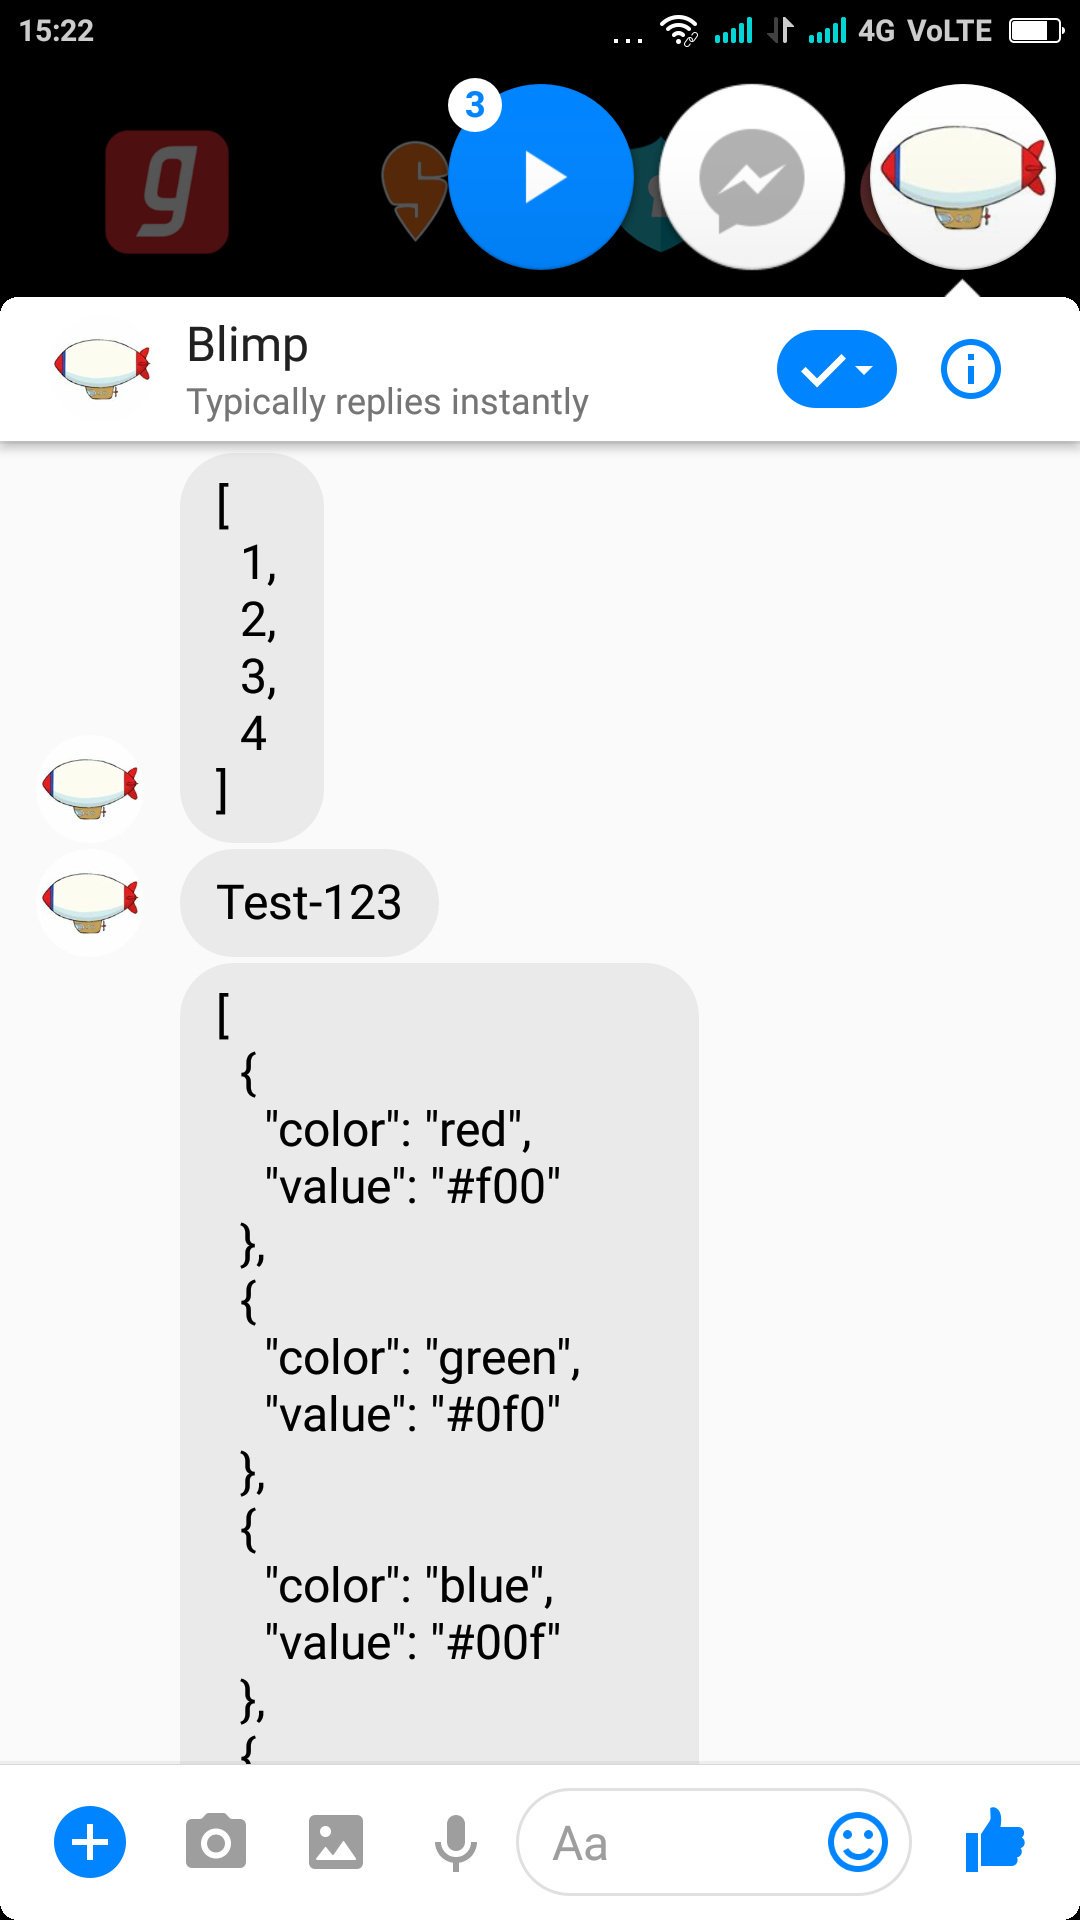 15:22
... 4G VoLTE
g
3
Blimp
Typically replies instantly
[
1,
2,
3,
4
]
Test-123
[
{
"color": "red",
"value": "#f00"
},
{
"color": "green",
"value": "#0f0"
},
{
"color": "blue",
"value": "#00f"
},
{
Aa